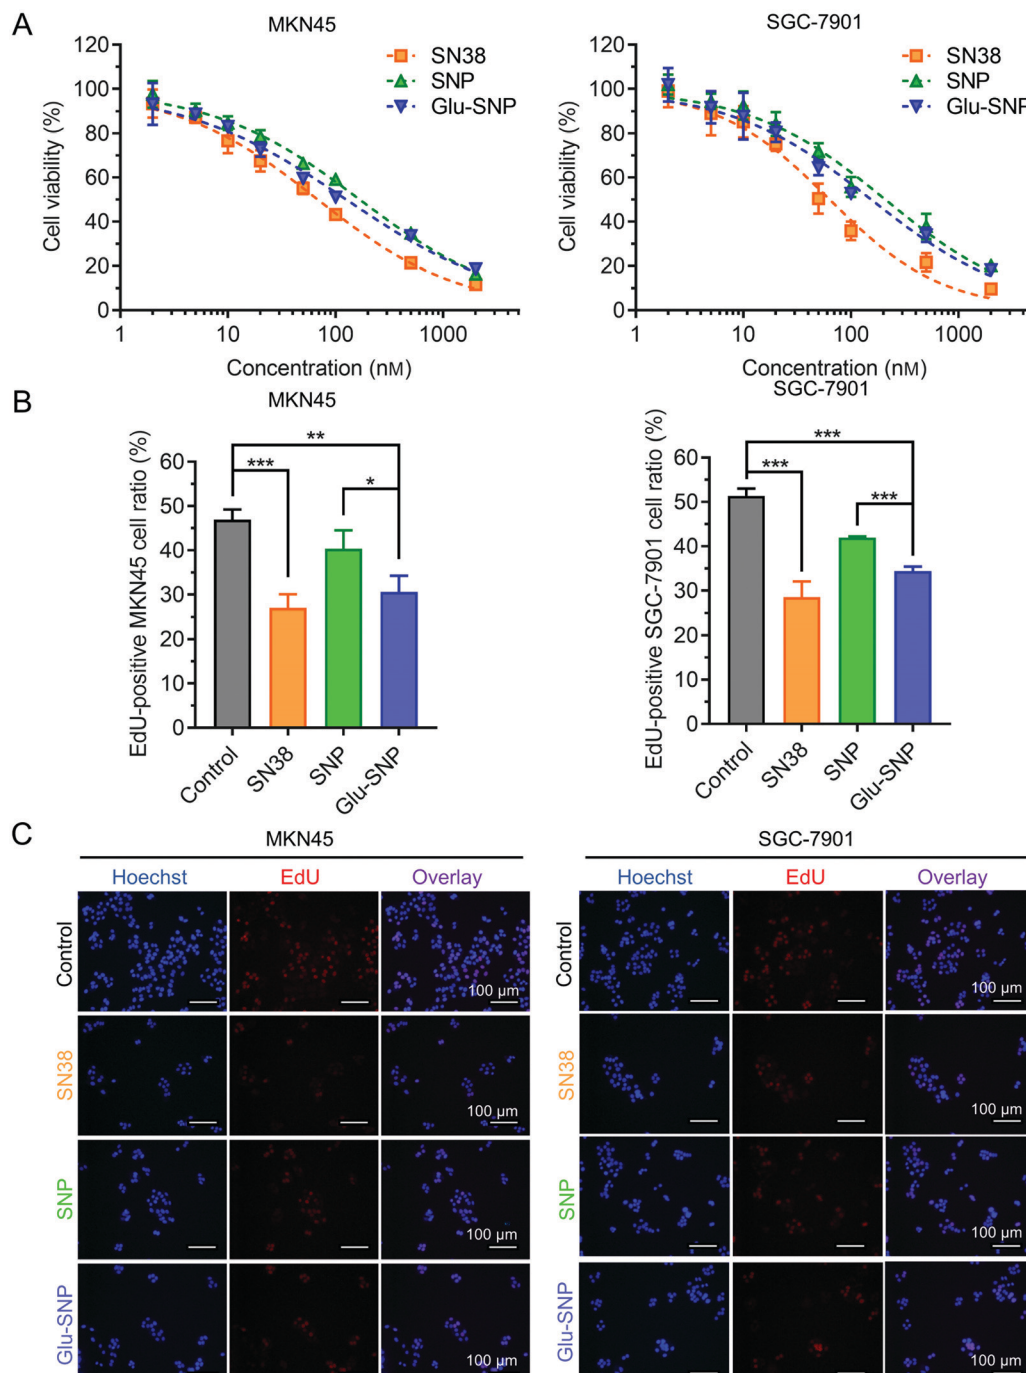 A
MKN45
SGC-7901
Cell viability (%)
120
100
80
60
40
20
0
SN38
SNP
Glu-SNP
1
10
100
1000
Concentration (nM)
Cell viability (%)
120
100
80
60
40
20
0
SN38
SNP
Glu-SNP
1
10
100
1000
Concentration (nM)
B
MKN45
SGC-7901
EdU-positive MKN45 cell ratio (%)
60
50
40
30
20
10
0
**
***
*
Control
SN38
SNP
Glu-SNP
EdU-positive SGC-7901 cell ratio (%)
60
50
40
30
20
10
0
***
***
***
Control
SN38
SNP
Glu-SNP
C
MKN45
SGC-7901
Hoechst
EdU
Overlay
Hoechst
EdU
Overlay
Control
100 µm
Control
100 µm
SN38
100 µm
SN38
100 µm
SNP
100 µm
SNP
100 µm
Glu-SNP
100 µm
Glu-SNP
100 µm